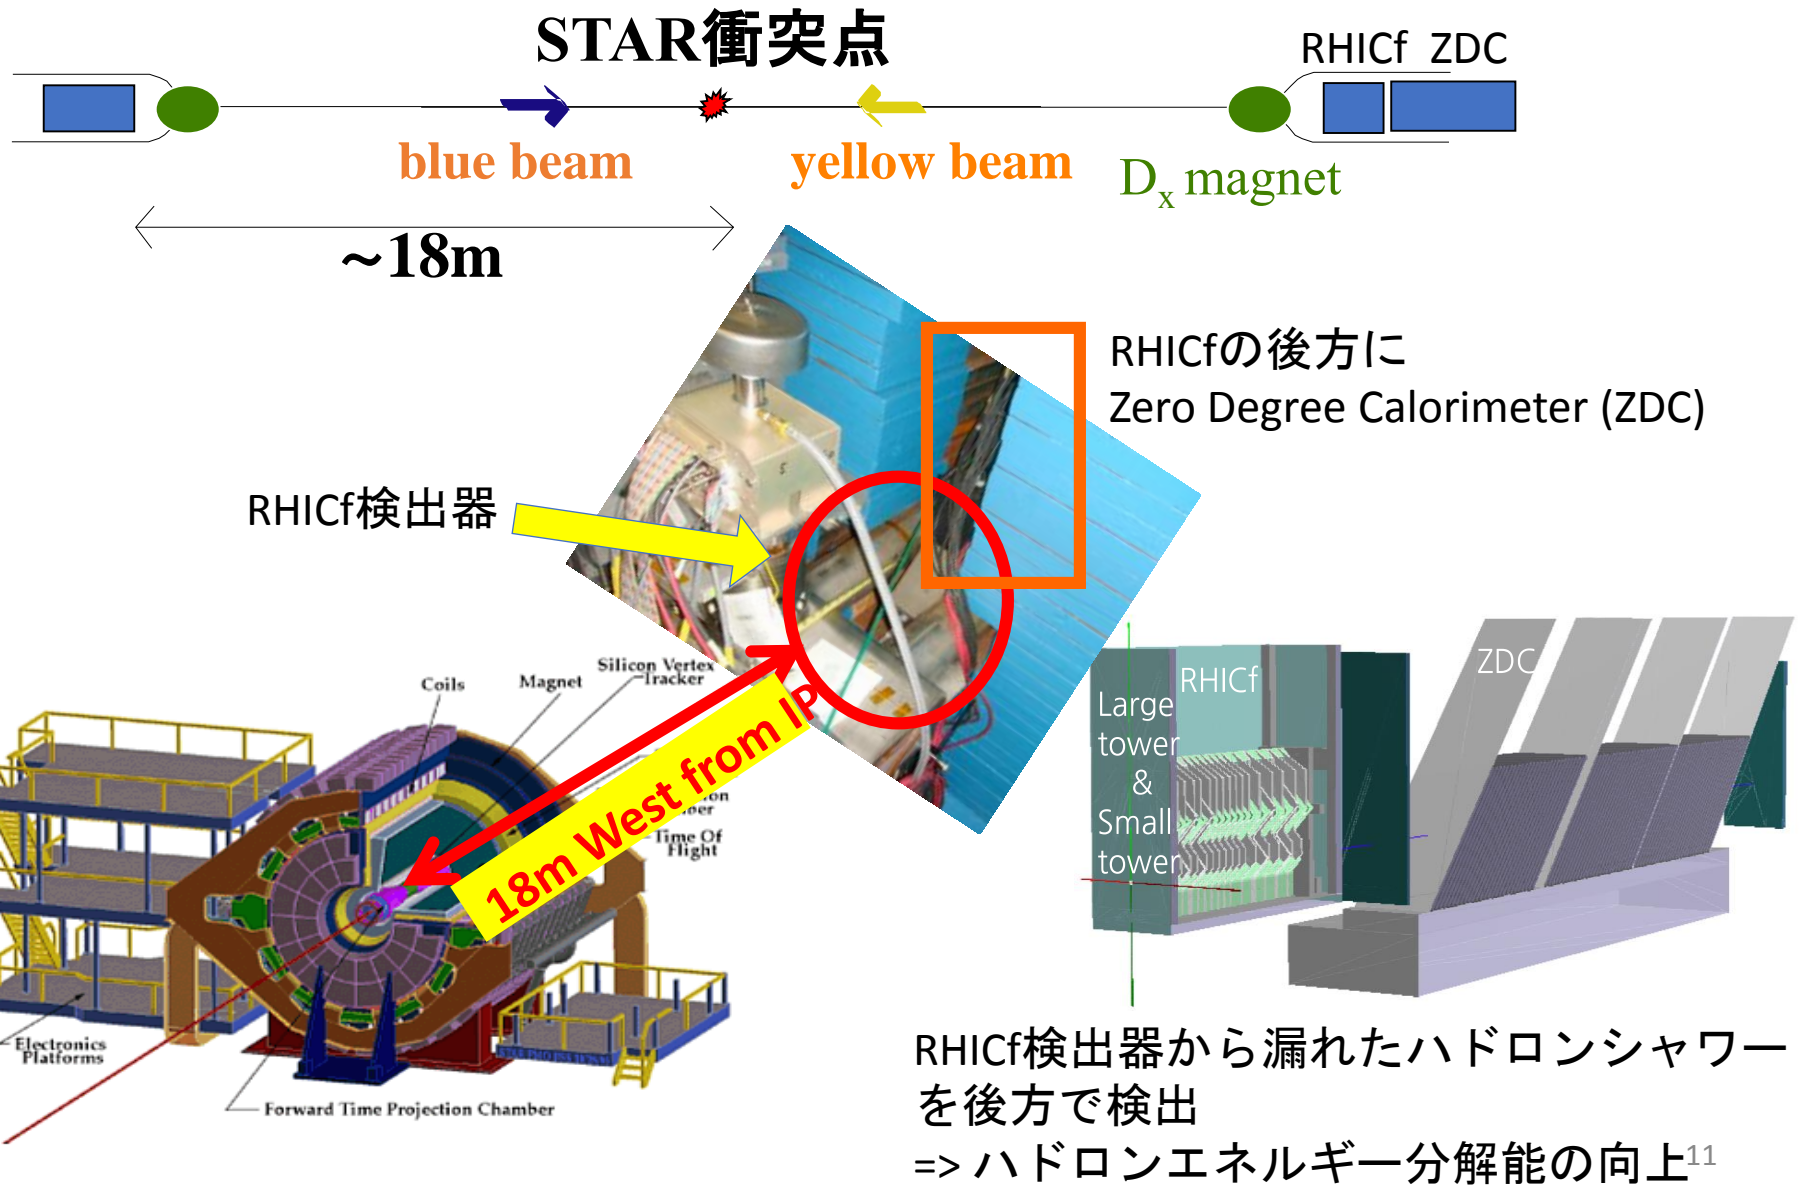 STAR衝突点
RHICf ZDC
blue beam
yellow beam
Dx magnet
~18m
RHICfの後方に
Zero Degree Calorimeter (ZDC)
RHICf検出器
Silicon Vertex
Tracker
Coils
Magnet
18m West from IP
Time Of
Flight
Electronics
Platforms
Forward Time Projection Chamber
RHICf
ZDC
Large
tower
&
Small
tower
RHICf検出器から漏れたハドロンシャワー
を後方で検出
=> ハドロンエネルギー分解能の向上
11